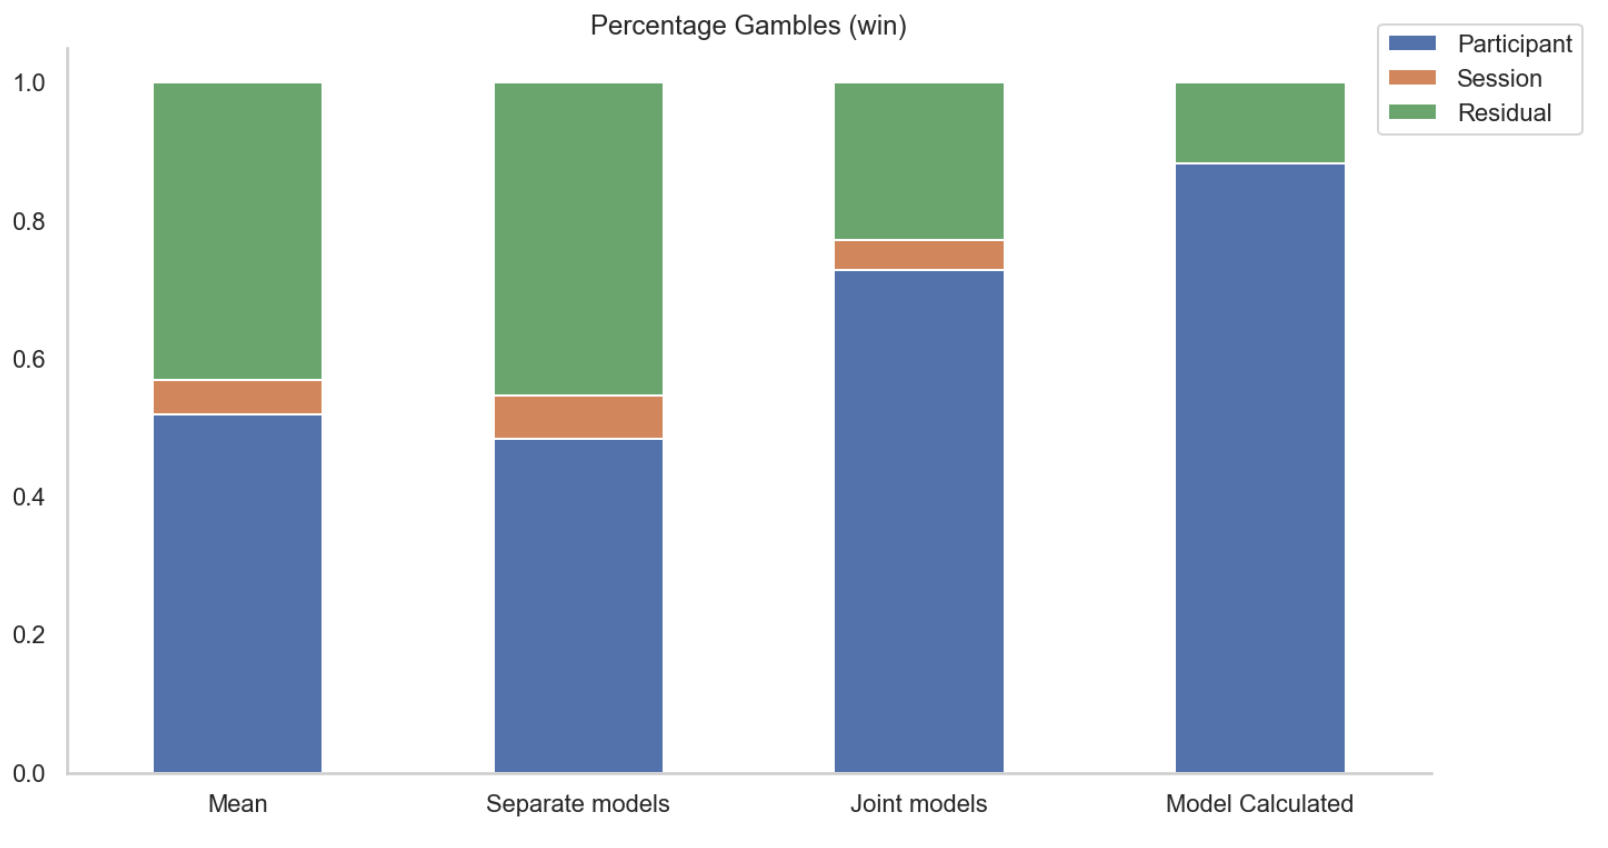 Percentage Gambles (win)
Participant
Session
Residual
1.0
0.8
0.6
0.4
0.2
0.0
Mean
Separate models
Joint models
Model Calculated